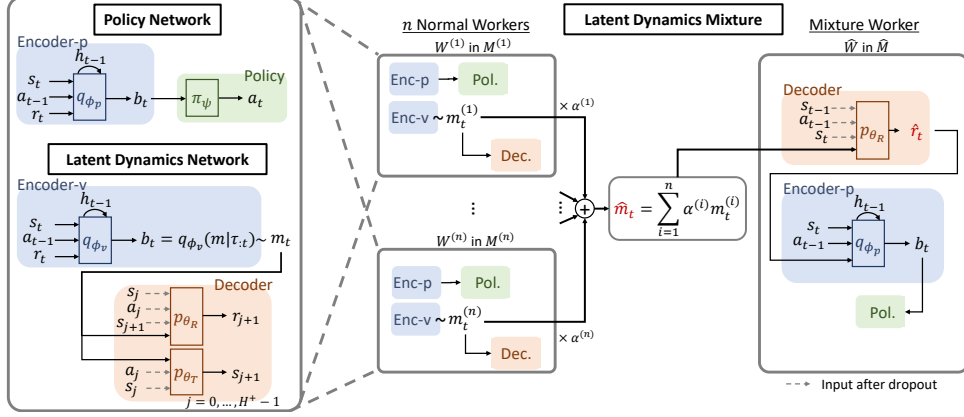 Policy Network
Encoder-p
h_{t-1}
s_t
a_{t-1}
r_t
q_{ϕ_p}
b_t
Policy
π_ψ
a_t
Latent Dynamics Network
Encoder-v
h_{t-1}
s_t
a_{t-1}
r_t
q_{ϕ_v}
b_t = q_{ϕ_v}(m|τ_{:t}) ~ m_t
Decoder
s_j
a_j
s_{j+1}
p_{θ_R}
r_{j+1}
a_j
s_j
p_{θ_T}
s_{j+1}
j = 0, … , H^+ − 1
n Normal Workers
W^{(1)} in M^{(1)}
Enc-p
Pol.
Enc-v ~ m_t^{(1)}
Dec.
× α^{(1)}
⋮
⋮
W^{(n)} in M^{(n)}
Enc-p
Pol.
Enc-v ~ m_t^{(n)}
Dec.
× α^{(n)}
Latent Dynamics Mixture
+
m̂_t = ∑_{i=1}^{n} α^{(i)} m_t^{(i)}
Mixture Worker
Ŵ in M̂
Decoder
s_{t-1}
a_{t-1}
s_t
p_{θ_R}
r̂_t
Encoder-p
h_{t-1}
s_t
a_{t-1}
q_{ϕ_p}
b_t
Pol.
Input after dropout